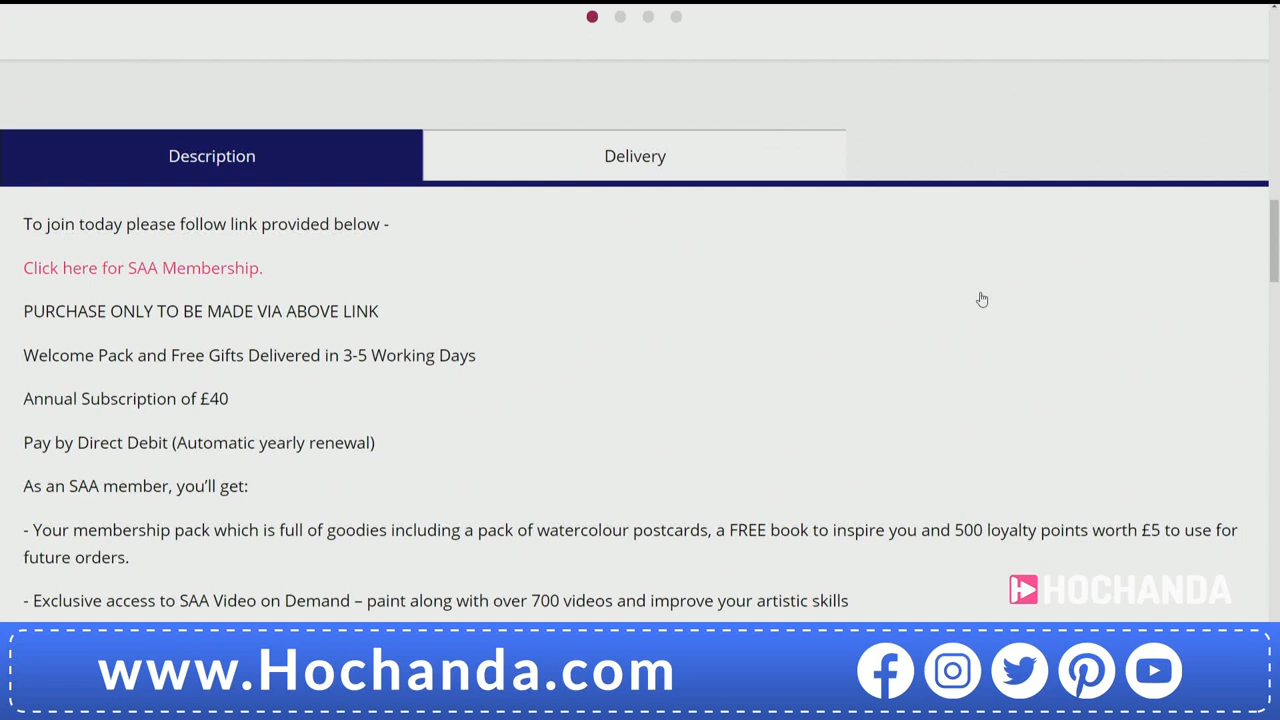 Description
Delivery
To join today please follow link provided below -
Click here for SAA Membership.
PURCHASE ONLY TO BE MADE VIA ABOVE LINK
Welcome Pack and Free Gifts Delivered in 3-5 Working Days
Annual Subscription of £40
Pay by Direct Debit (Automatic yearly renewal)
As an SAA member, you’ll get:
- Your membership pack which is full of goodies including a pack of watercolour postcards, a FREE book to inspire you and 500 loyalty points worth £5 to use for
future orders.
- Exclusive access to SAA Video on Demand – paint along with over 700 videos and improve your artistic skills
HOCHANDA
www.Hochanda.com